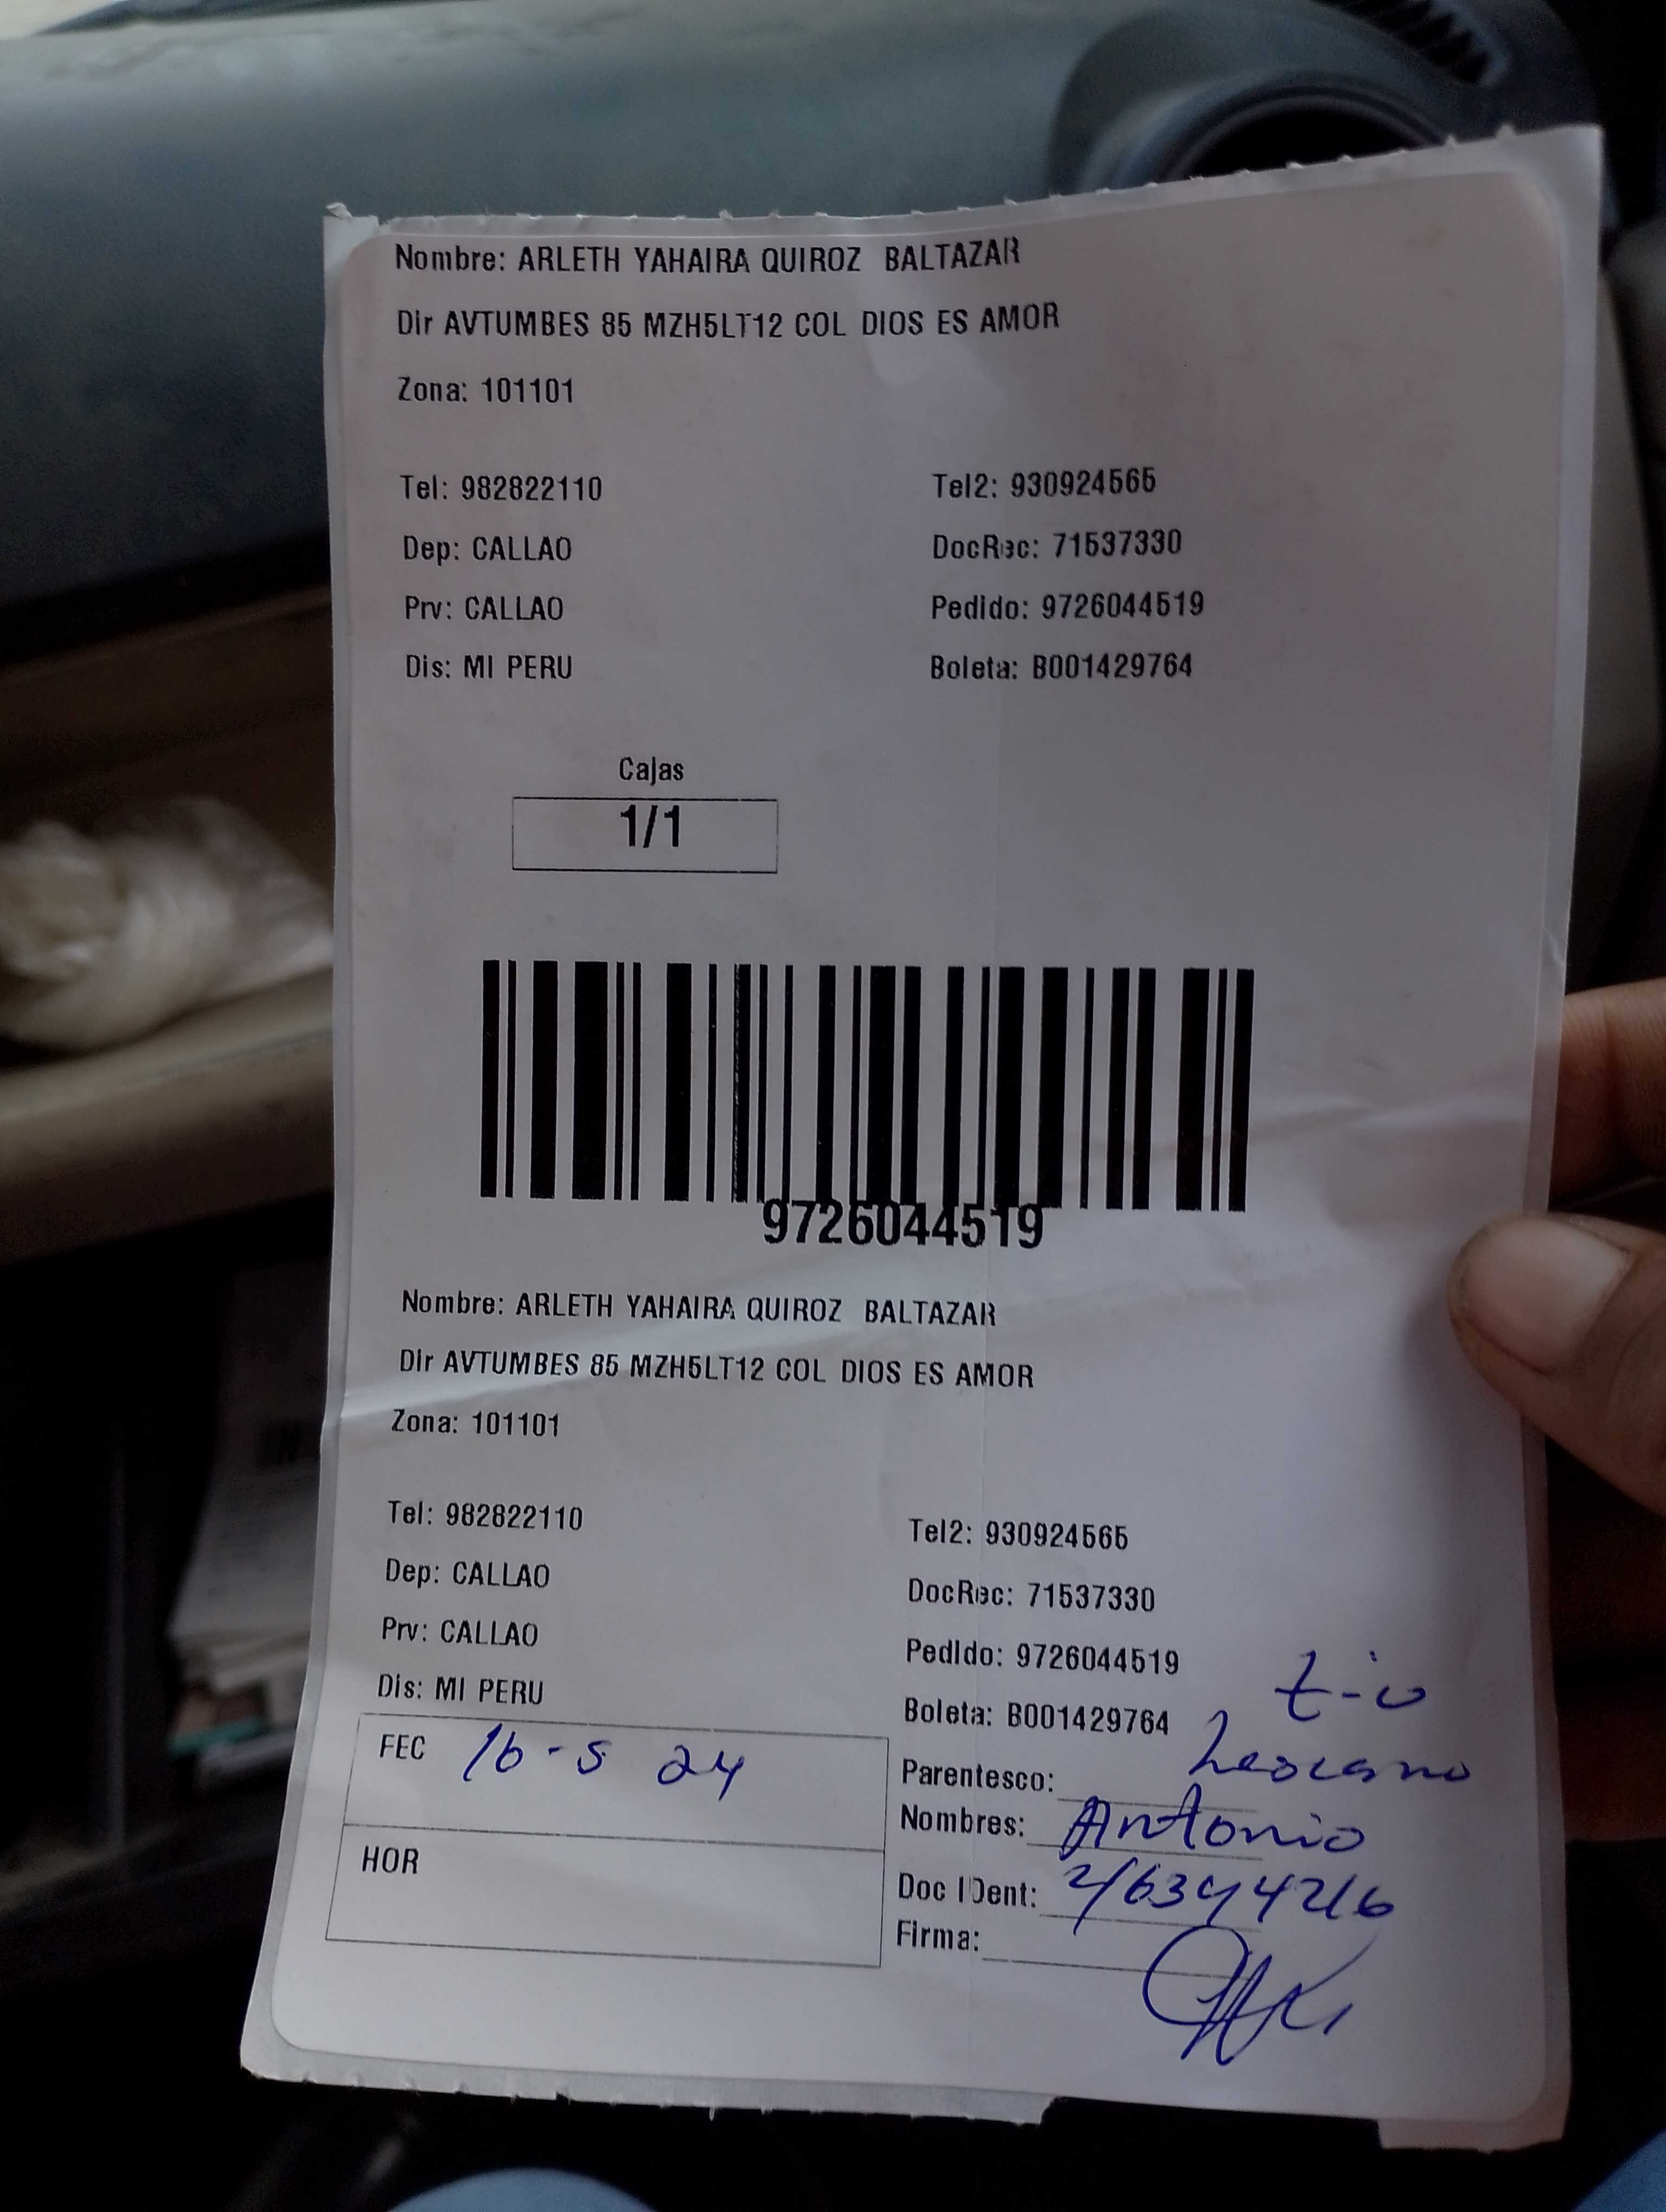 Nombre: ARLETH YAHAIRA QUIROZ BALTAZAR
Dir AVTUMBES 85 MZH5LT12 COL DIOS ES AMOR
Zona: 101101
Tel: 982822110 Tel2: 930924565
Dep: CALLAO DocRec: 71537330
Prv: CALLAO Pedido: 9726044519
Dis: MI PERU Boleta: B001429764
Cajas
1/1
9726044519
Nombre: ARLETH YAHAIRA QUIROZ BALTAZAR
Dir AVTUMBES 85 MZH5LT12 COL DIOS ES AMOR
Zona: 101101
Tel: 982822110 Tel2: 930924565
Dep: CALLAO DocRec: 71537330
Prv: CALLAO Pedido: 9726044519
Dis: MI PERU Boleta: B001429764
FEC 16-5 24
HOR
Parentesco: tio
Nombres: Antonio
Doc IDent:
Firma: